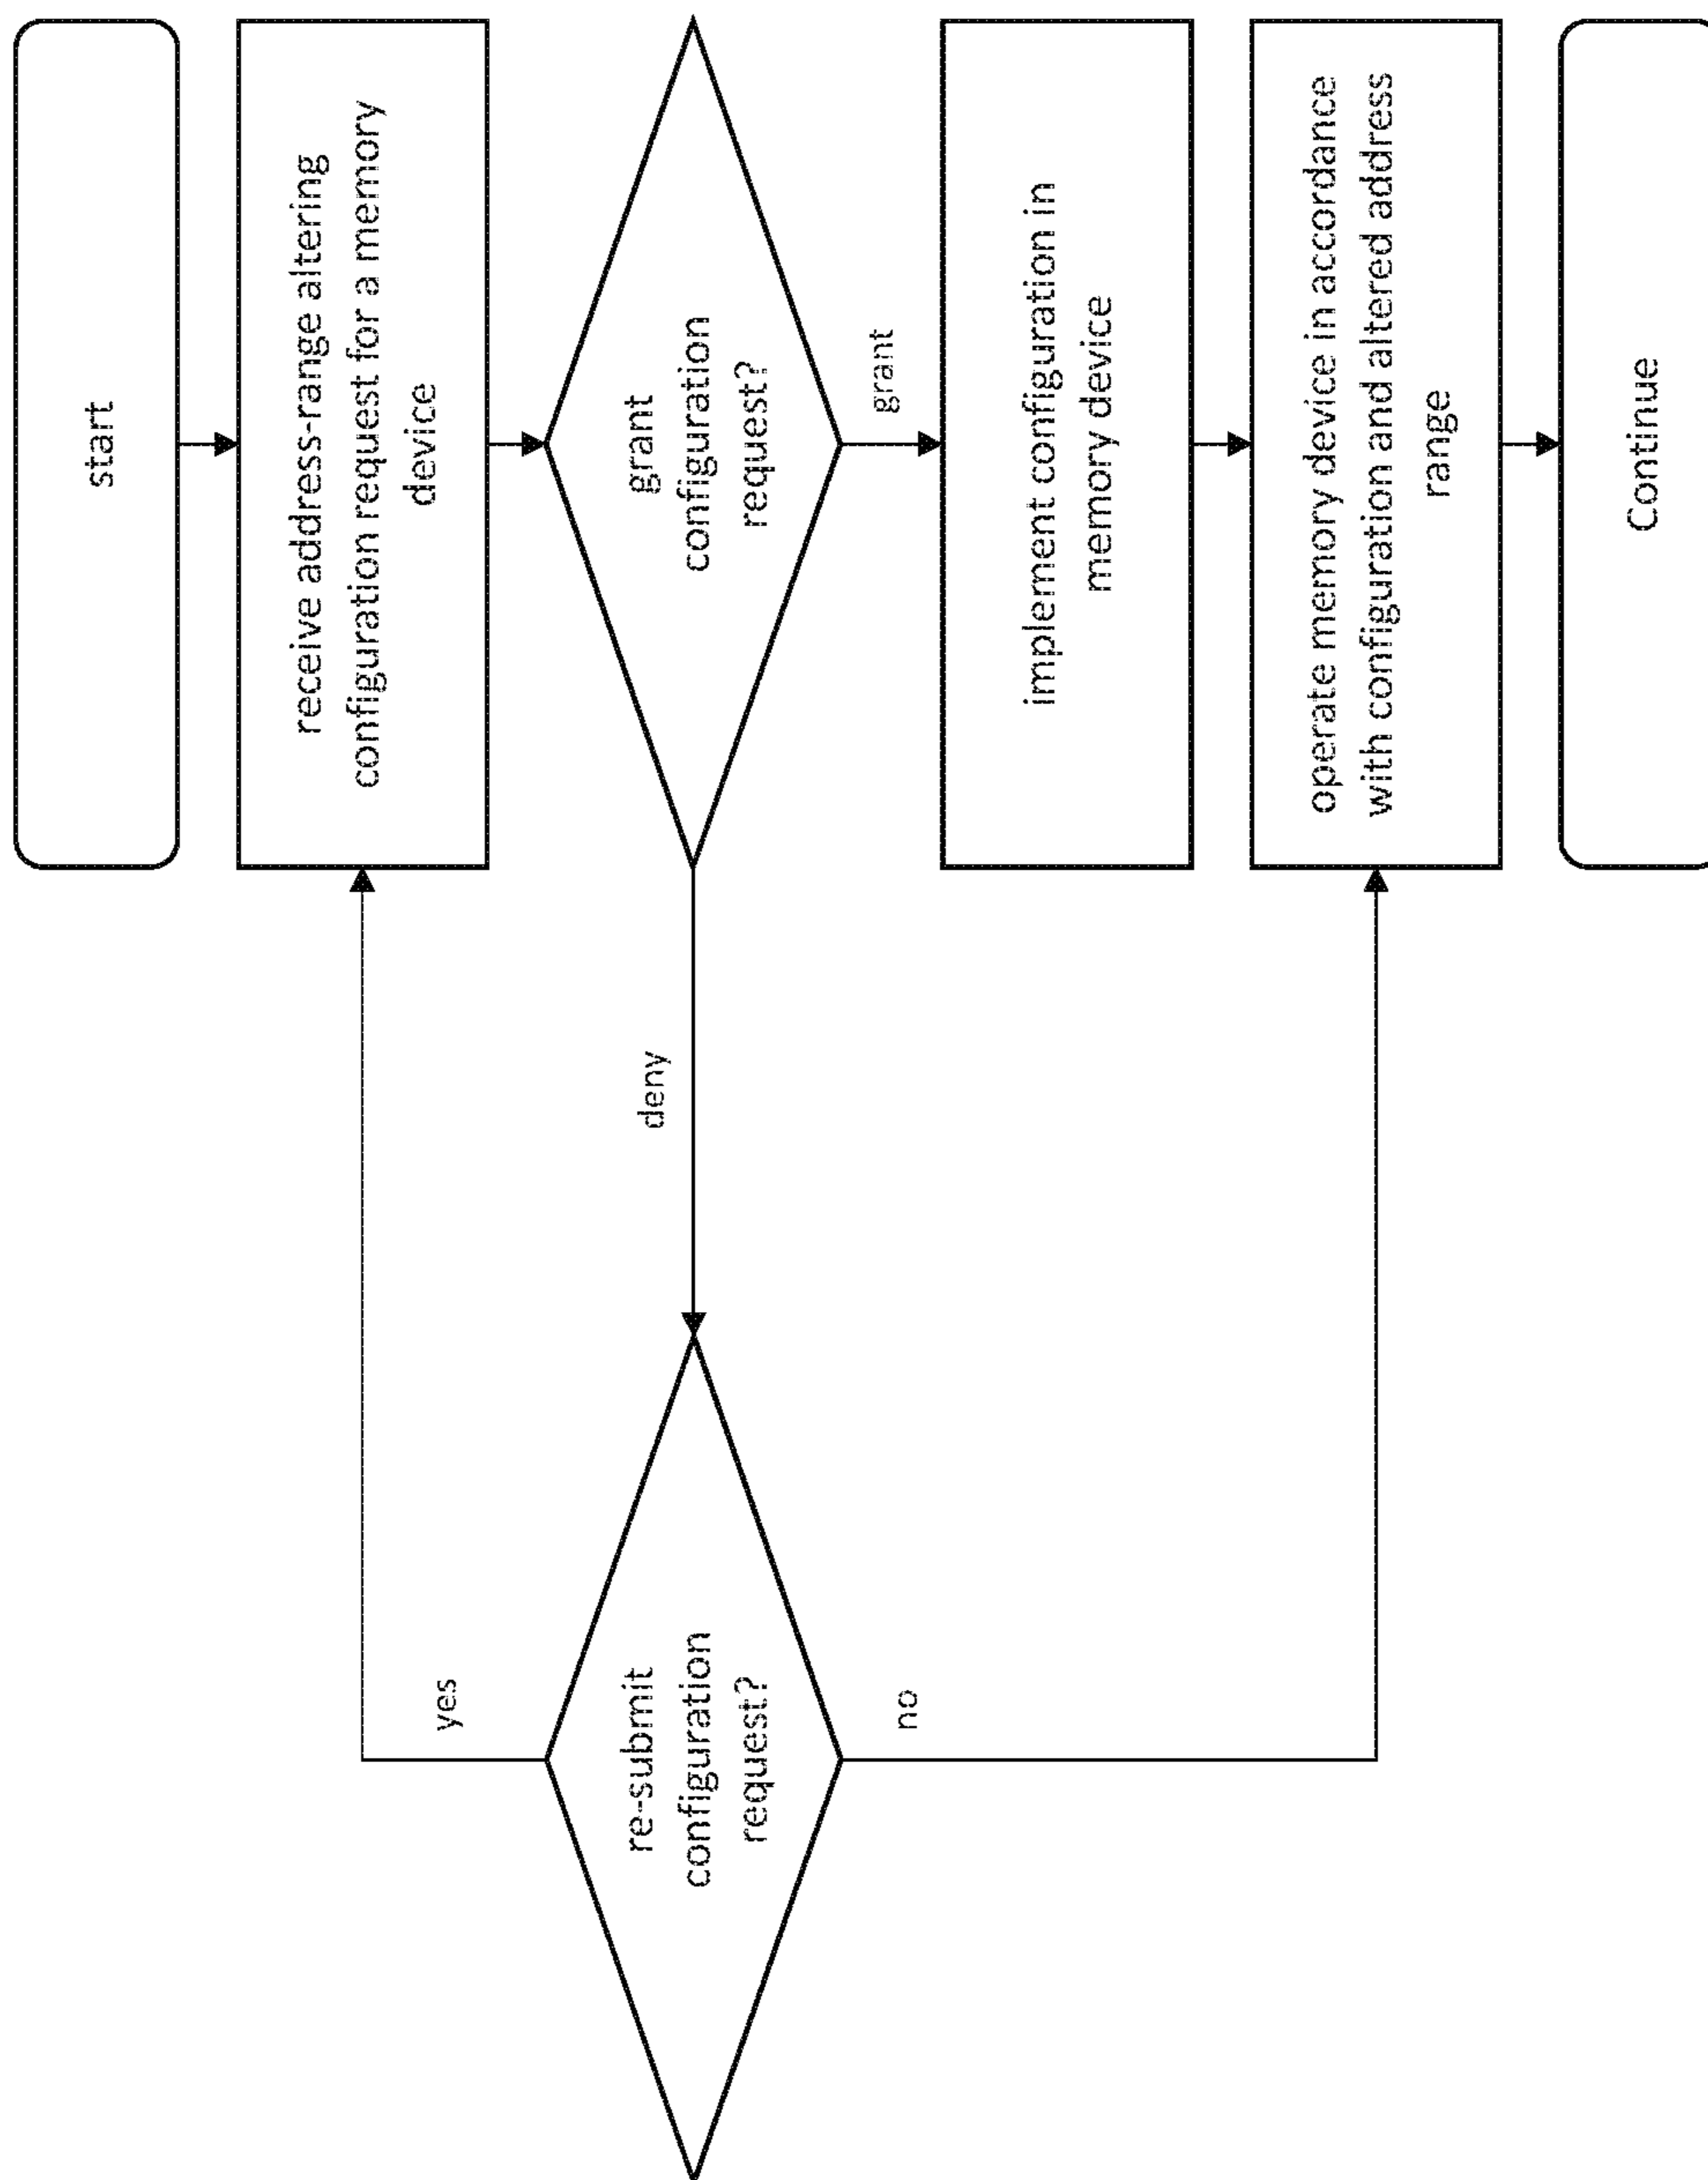 start
receive address-range altering
configuration request for a memory
device
grant
configuration
request?
grant
deny
re-submit
configuration
request?
yes
no
implement configuration in
memory device
operate memory device in accordance
with configuration and altered address
range
Continue